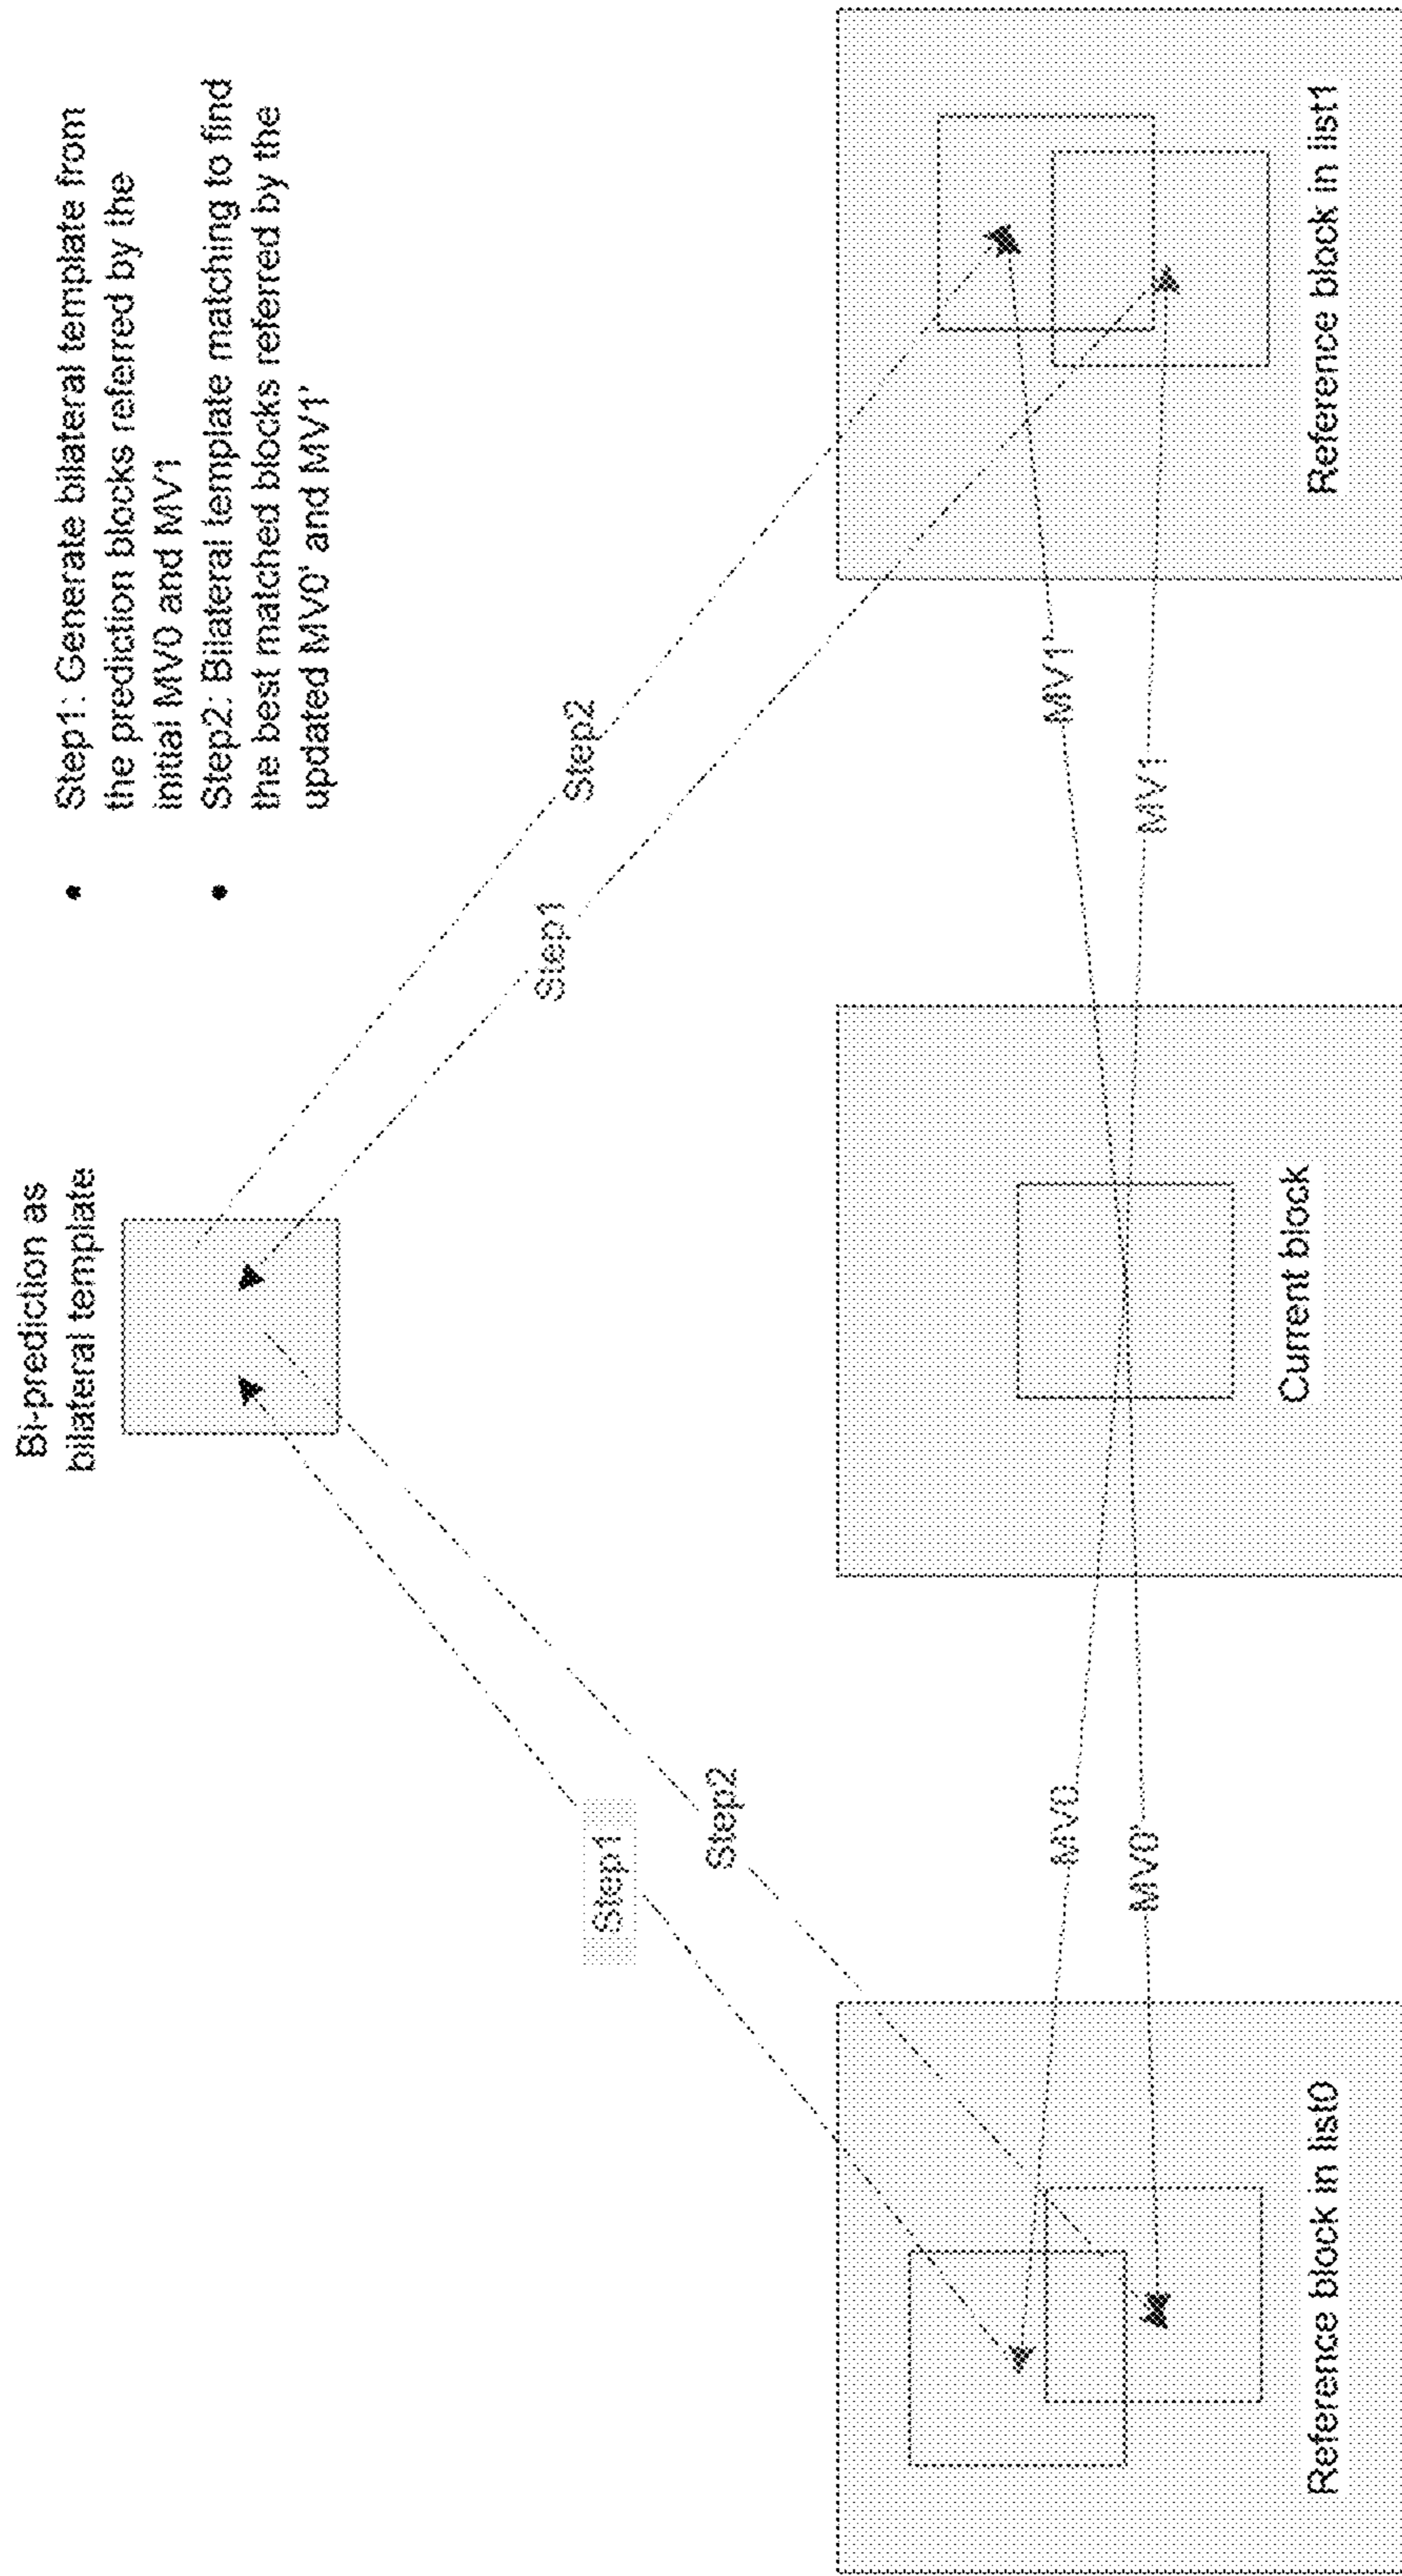 Bi-prediction as
bilateral template
• Step1: Generate bilateral template from
the prediction blocks referred by the
initial MV0 and MV1
• Step2: Bilateral template matching to find
the best matched blocks referred by the
updated MV0' and MV1'
Step1
Step2
Step1
Step2
MV0
MV0'
MV1'
MV1
Reference block in list0
Current block
Reference block in list1